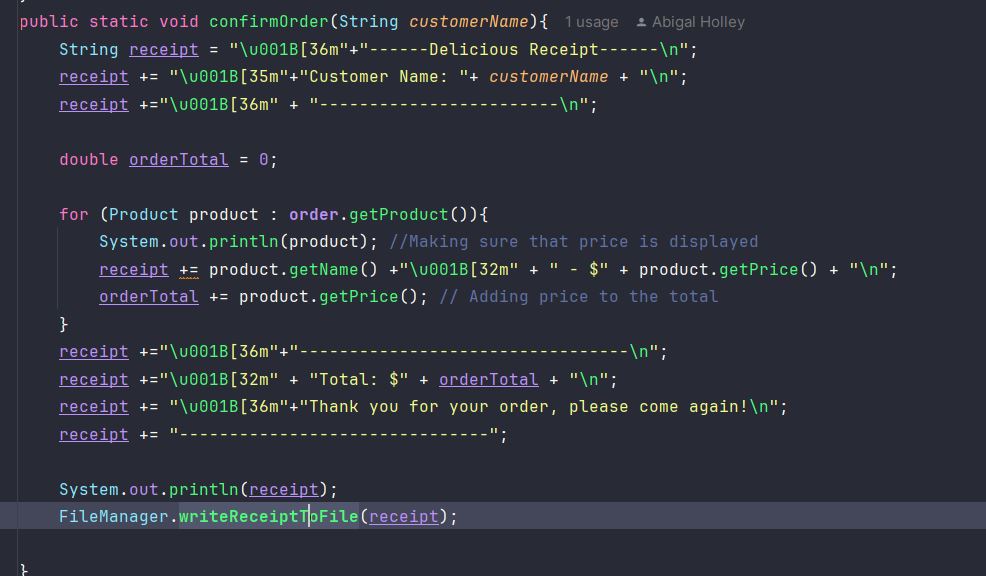 public static void confirmOrder(String customerName){ 1 usage Abigal Holley
String receipt = "\u001B[36m"+"------Delicious Receipt------\n";
receipt += "\u001B[35m"+"Customer Name: "+ customerName + "\n";
receipt +="\u001B[36m" + "------------------------\n";
double orderTotal = 0;
for (Product product : order.getProduct()){
System.out.println(product); //Making sure that price is displayed
receipt += product.getName() +"\u001B[32m" + " - $" + product.getPrice() + "\n";
orderTotal += product.getPrice(); // Adding price to the total
}
receipt +="\u001B[36m"+"---------------------------------\n";
receipt +="\u001B[32m" + "Total: $" + orderTotal + "\n";
receipt += "\u001B[36m"+"Thank you for your order, please come again!\n";
receipt += "-------------------------------";
System.out.println(receipt);
FileManager.writeReceiptToFile(receipt);
}